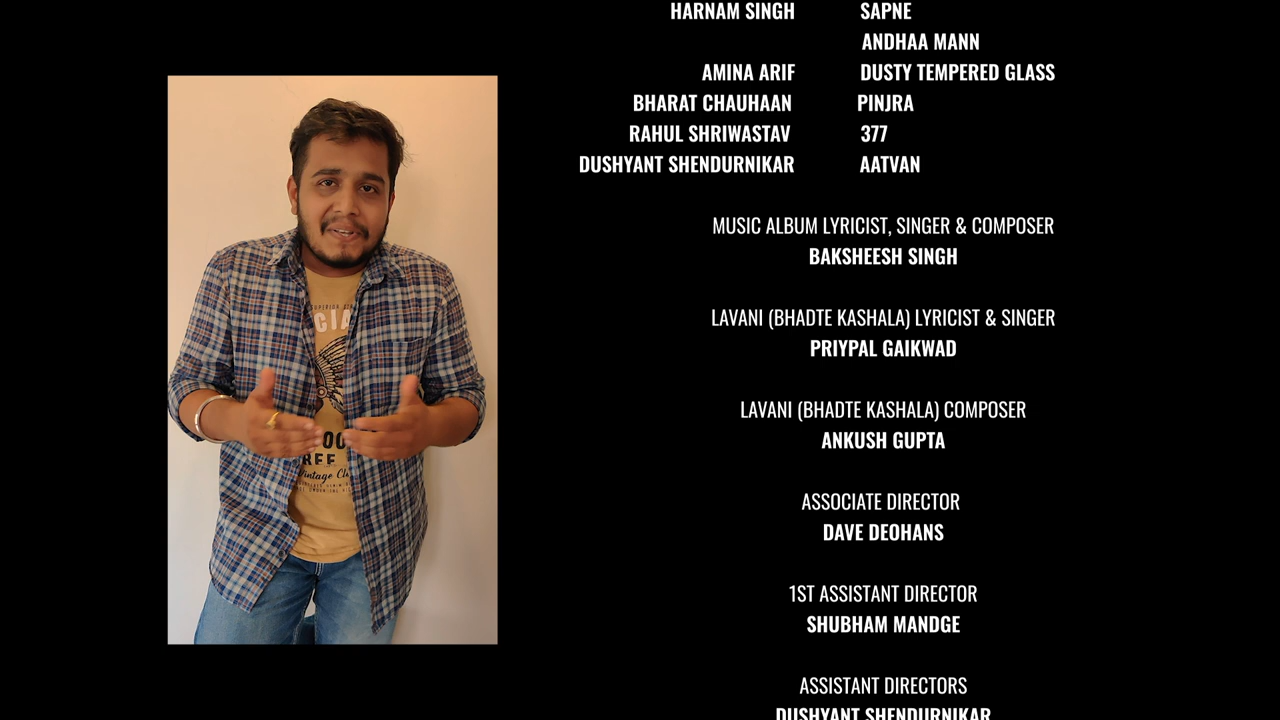 HARNAM SINGH SAPNE
ANDHAA MANN
AMINA ARIF DUSTY TEMPERED GLASS
BHARAT CHAUHAAN PINJRA
RAHUL SHRIWASTAV 377
DUSHYANT SHENDURNIKAR AATVAN
MUSIC ALBUM LYRICIST, SINGER & COMPOSER
BAKSHEESH SINGH
LAVANI (BHADTE KASHALA) LYRICIST & SINGER
PRIYPAL GAIKWAD
LAVANI (BHADTE KASHALA) COMPOSER
ANKUSH GUPTA
ASSOCIATE DIRECTOR
DAVE DEOHANS
1ST ASSISTANT DIRECTOR
SHUBHAM MANDGE
ASSISTANT DIRECTORS
DUSHYANT SHENDURNIKAR